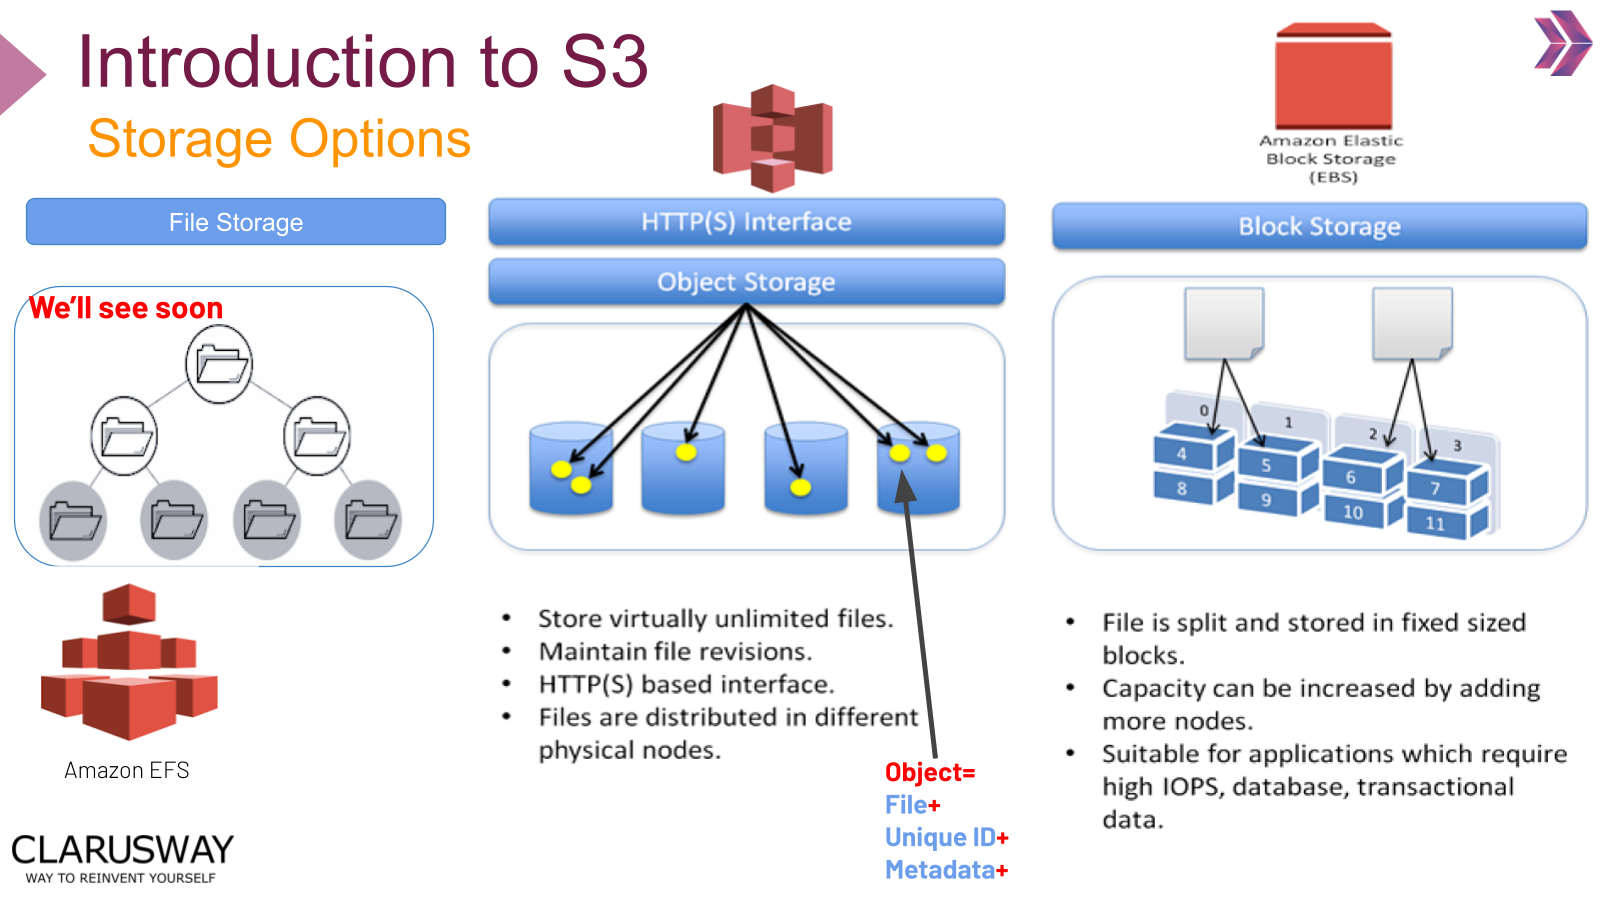 Introduction to S3
Storage Options
File Storage
We'll see soon
Amazon EFS
HTTP(S) Interface
Object Storage
• Store virtually unlimited files.
• Maintain file revisions.
• HTTP(S) based interface.
• Files are distributed in different
physical nodes.
Object=
File+
Unique ID+
Metadata+
Amazon Elastic
Block Storage
(EBS)
Block Storage
0
1
2
3
4
5
6
7
8
9
10
11
• File is split and stored in fixed sized
blocks.
• Capacity can be increased by adding
more nodes.
• Suitable for applications which require
high IOPS, database, transactional
data.
CLARUSWAY
WAY TO REINVENT YOURSELF